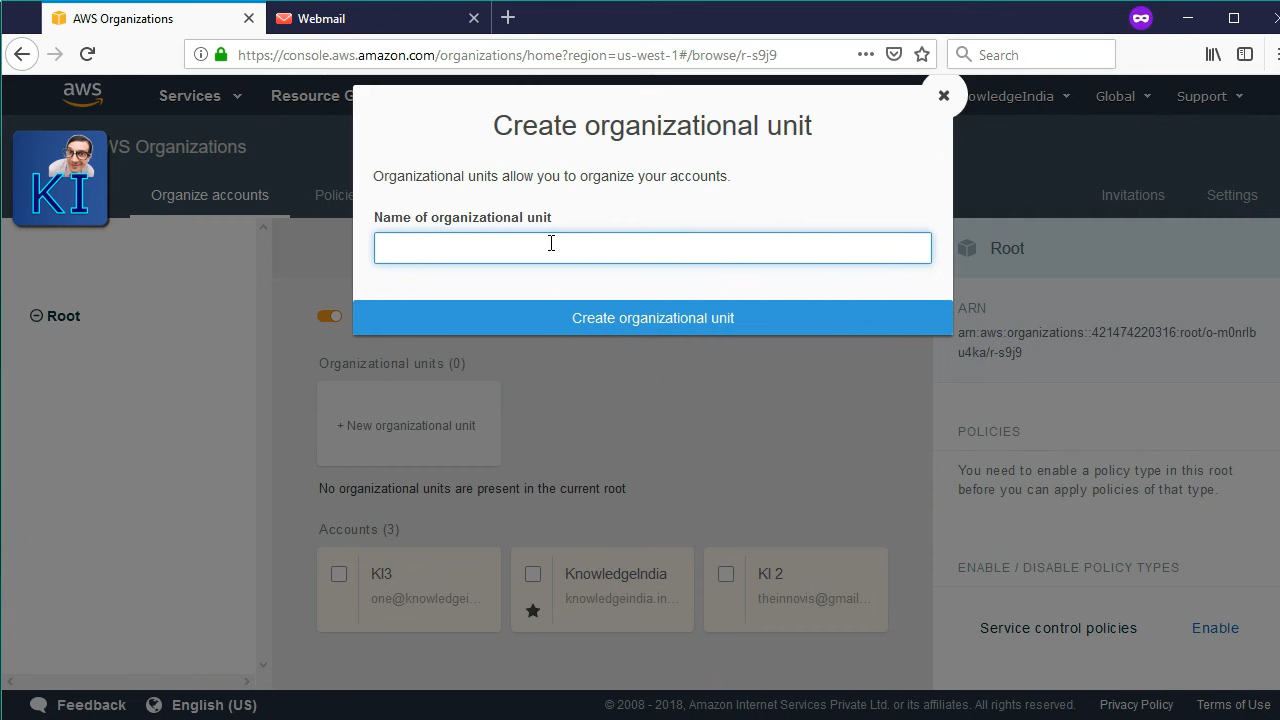 AWS Organizations
Webmail
https://console.aws.amazon.com/organizations/home?region=us-west-1#/browse/r-s9j9
Search
aws
Services
Resource G
owledgeIndia
Global
Support
KI
WS Organizations
Organize accounts
Policie
Invitations
Settings
Create organizational unit
Organizational units allow you to organize your accounts.
Name of organizational unit
Create organizational unit
Root
Root
ARN
arn:aws:organizations::421474220316:root/o-m0nrlb
u4ka/r-s9j9
Organizational units (0)
+ New organizational unit
No organizational units are present in the current root
POLICIES
You need to enable a policy type in this root
before you can apply policies of that type.
Accounts (3)
KI3
one@knowledgei...
KnowledgeIndia
knowledgeindia.in...
KI 2
theinnovis@gmail...
ENABLE / DISABLE POLICY TYPES
Service control policies
Enable
Feedback
English (US)
© 2008 - 2018, Amazon Internet Services Private Ltd. or its affiliates. All rights reserved.
Privacy Policy
Terms of Use